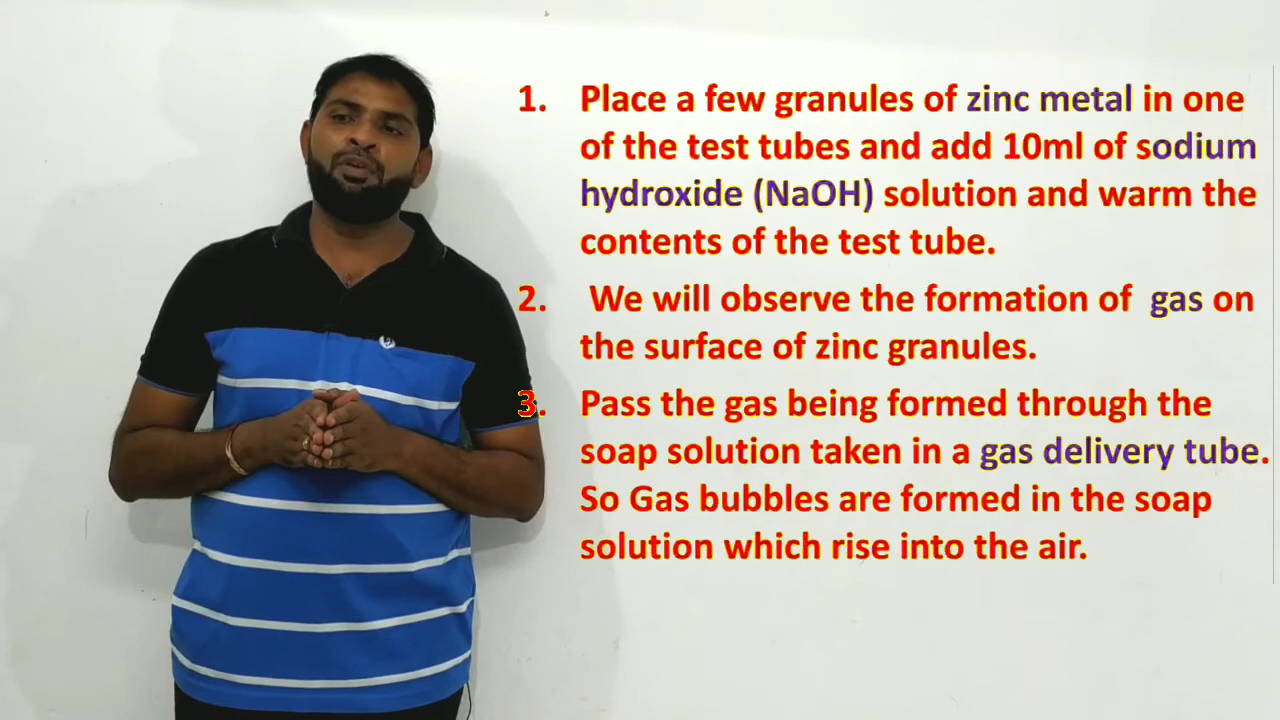 1. Place a few granules of zinc metal in one
of the test tubes and add 10ml of sodium
hydroxide (NaOH) solution and warm the
contents of the test tube.
2. We will observe the formation of gas on
the surface of zinc granules.
3. Pass the gas being formed through the
soap solution taken in a gas delivery tube.
So Gas bubbles are formed in the soap
solution which rise into the air.